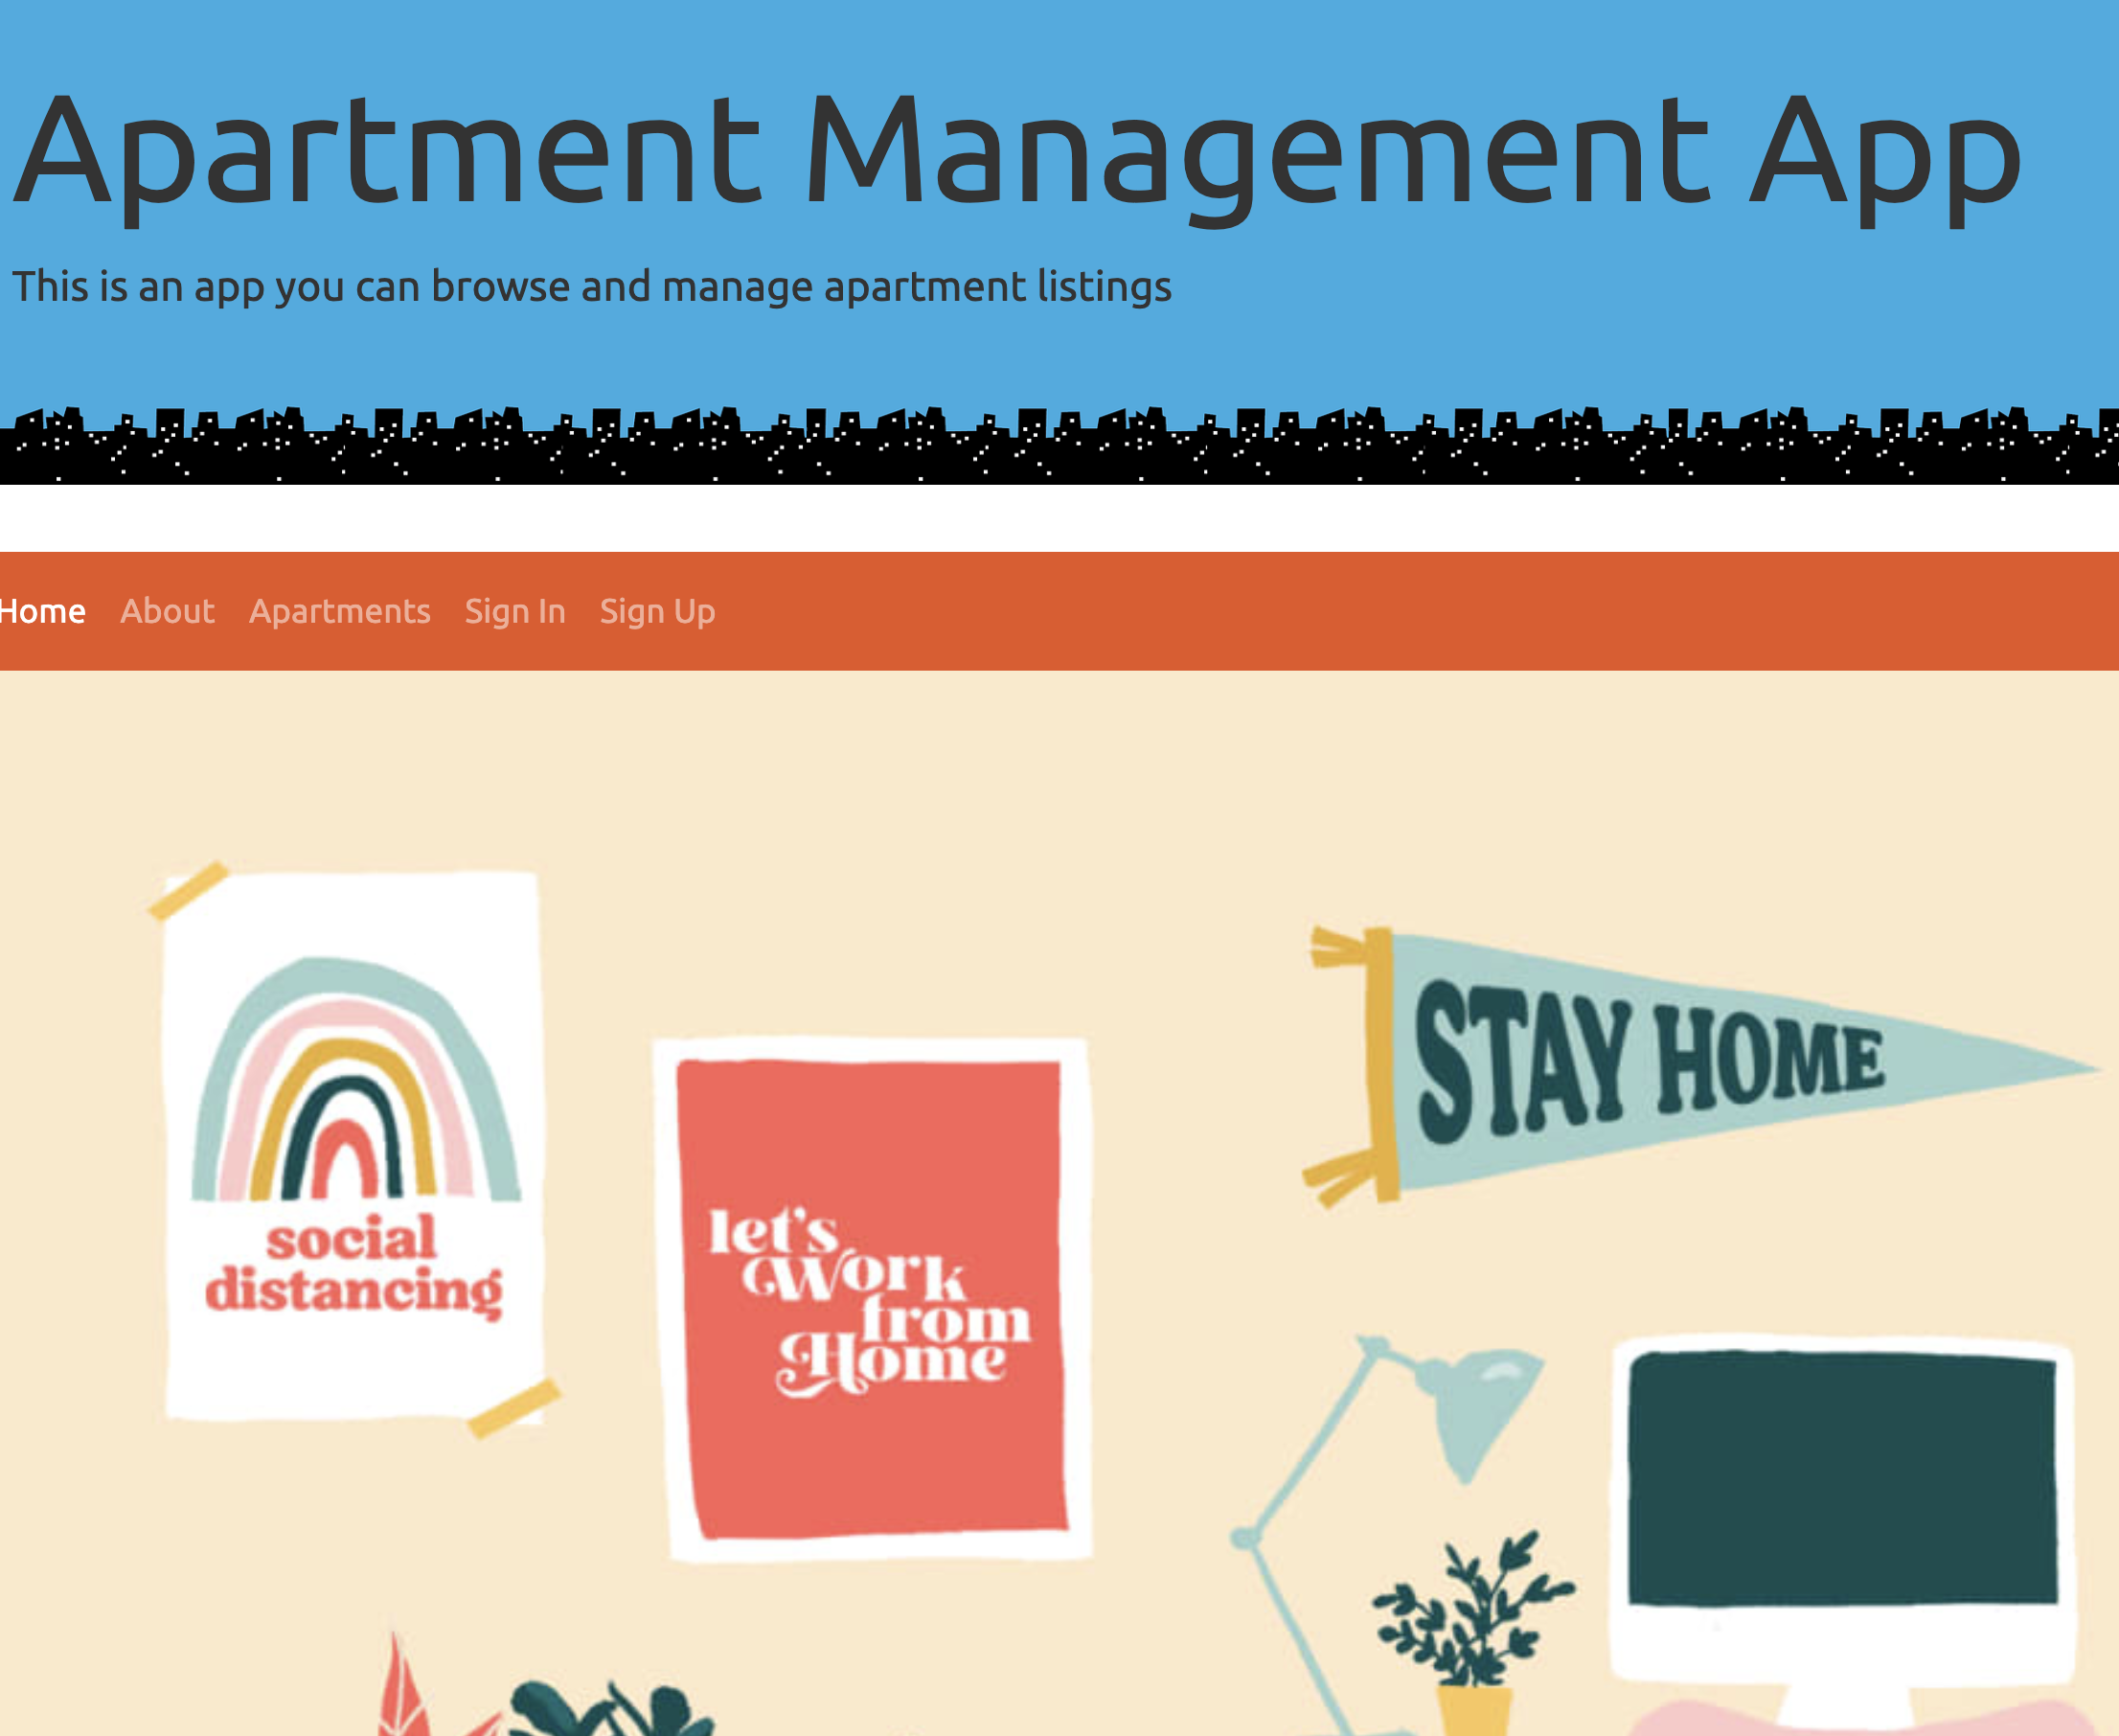 Apartment Management App
This is an app you can browse and manage apartment listings
Home About Apartments Sign In Sign Up
social
distancing
let's
Work
from
Home
STAY HOME